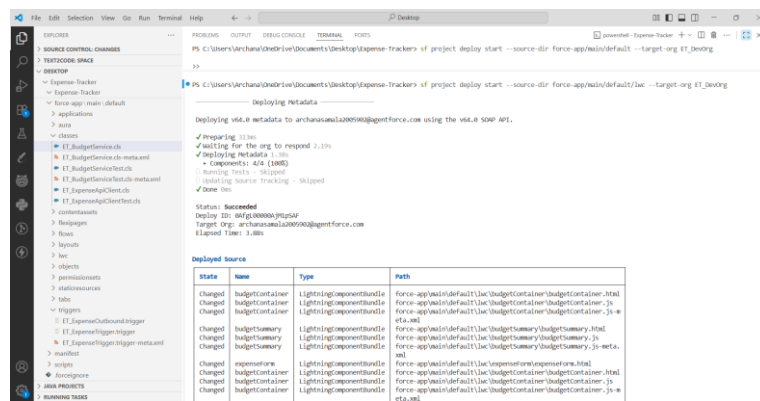 File Edit Selection View Go Run Terminal Help
Desktop
EXPLORER
SOURCE CONTROL: CHANGES
TEXT2CODE: SPACE
DESKTOP
Expense-Tracker
Expense-Tracker
force-app \ main \ default
applications
aura
classes
ET_BudgetService.cls
ET_BudgetService.cls-meta.xml
ET_BudgetServiceTest.cls
ET_BudgetServiceTest.cls-meta.xml
ET_ExpenseApiClient.cls
ET_ExpenseApiClientTest.cls
contentassets
flexipages
flows
layouts
lwc
objects
permissionsets
staticresources
tabs
triggers
ET_ExpenseOutbound.trigger
ET_ExpenseTrigger.trigger
ET_ExpenseTrigger.trigger-meta.xml
manifest
scripts
.forceignore
JAVA PROJECTS
RUNNING TASKS
PROBLEMS OUTPUT DEBUG CONSOLE TERMINAL PORTS
powershell - Expense-Tracker
PS C:\Users\Archana\OneDrive\Documents\Desktop\Expense-Tracker> sf project deploy start --source-dir force-app/main/default --target-org ET_DevOrg
>>
PS C:\Users\Archana\OneDrive\Documents\Desktop\Expense-Tracker> sf project deploy start --source-dir force-app/main/default/lwc --target-org ET_DevOrg
Deploying Metadata
Deploying v64.0 metadata to archanasamala2005902@agentforce.com using the v64.0 SOAP API.
✓ Preparing 313ms
✓ Waiting for the org to respond 2.19s
✓ Deploying Metadata 1.38s
▸ Components: 4/4 (100%)
Running Tests - Skipped
Updating Source Tracking - Skipped
✓ Done 0ms
Status: Succeeded
Target Org: archanasamala2005902@agentforce.com
Elapsed Time: 3.88s
Deployed Source
State Name Type Path
Changed budgetContainer LightningComponentBundle force-app\main\default\lwc\budgetContainer\budgetContainer.html
Changed budgetContainer LightningComponentBundle force-app\main\default\lwc\budgetContainer\budgetContainer.js
Changed budgetContainer LightningComponentBundle force-app\main\default\lwc\budgetContainer\budgetContainer.js-m
eta.xml
Changed budgetSummary LightningComponentBundle force-app\main\default\lwc\budgetSummary\budgetSummary.html
Changed budgetSummary LightningComponentBundle force-app\main\default\lwc\budgetSummary\budgetSummary.js
Changed budgetSummary LightningComponentBundle force-app\main\default\lwc\budgetSummary\budgetSummary.js-meta.
xml
Changed expenseForm LightningComponentBundle force-app\main\default\lwc\expenseForm\expenseForm.html
Changed budgetContainer LightningComponentBundle force-app\main\default\lwc\budgetContainer\budgetContainer.html
Changed budgetContainer LightningComponentBundle force-app\main\default\lwc\budgetContainer\budgetContainer.js
Changed budgetContainer LightningComponentBundle force-app\main\default\lwc\budgetContainer\budgetContainer.js-m
eta.xml